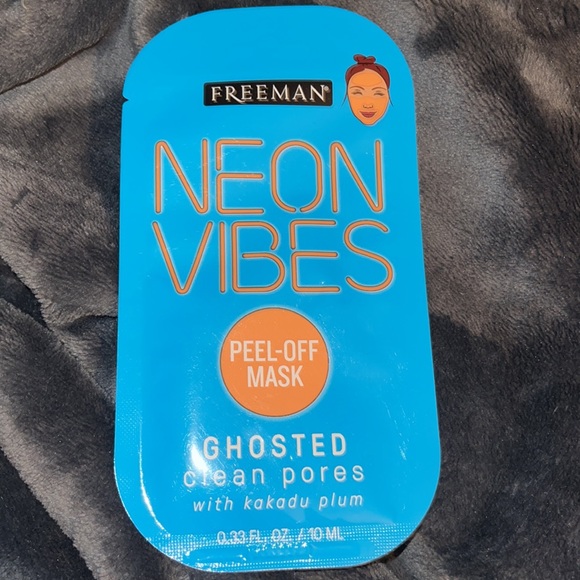 FREEMAN
NEON
VIBES
PEEL-OFF
MASK
GHOSTED
clean pores
with kakadu plum
0.33 FL. OZ. / 10 ML